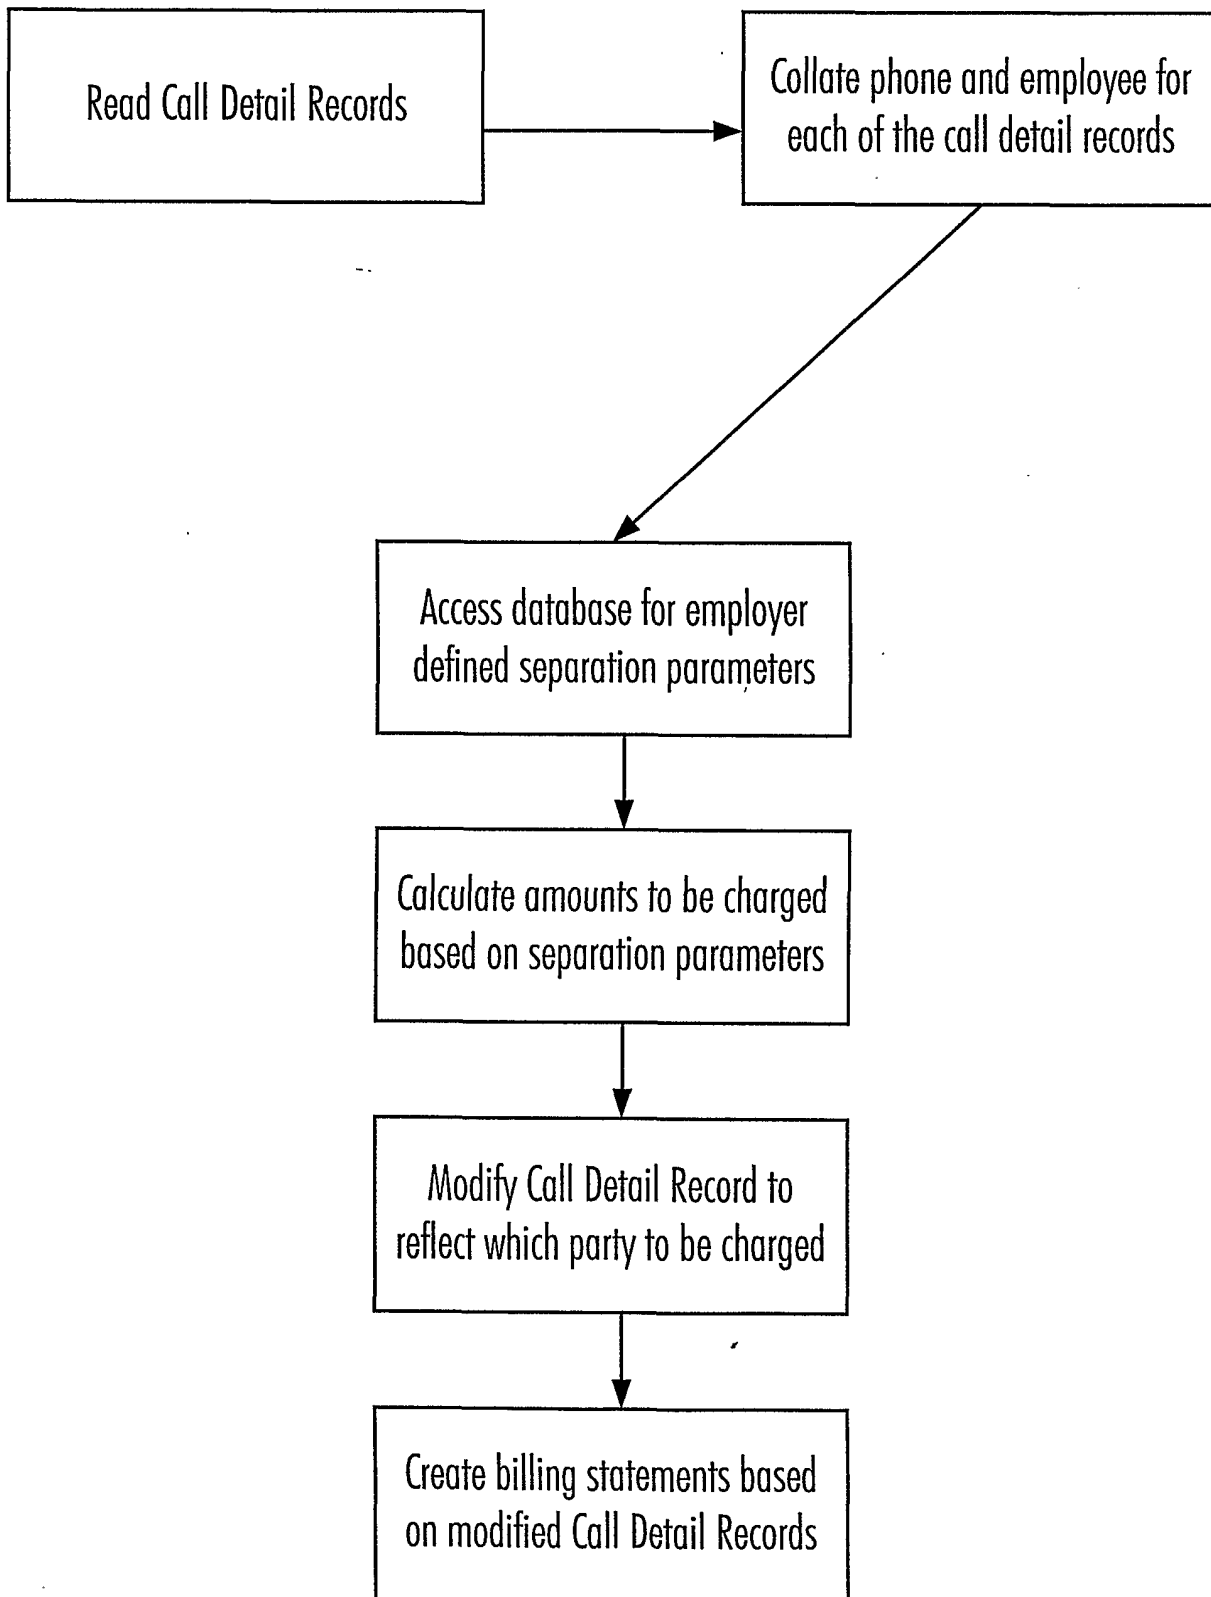 Read Call Detail Records
Collate phone and employee for
each of the call detail records
Access database for employer
defined separation parameters
Calculate amounts to be charged
based on separation parameters
Modify Call Detail Record to
reflect which party to be charged
Create billing statements based
on modified Call Detail Records